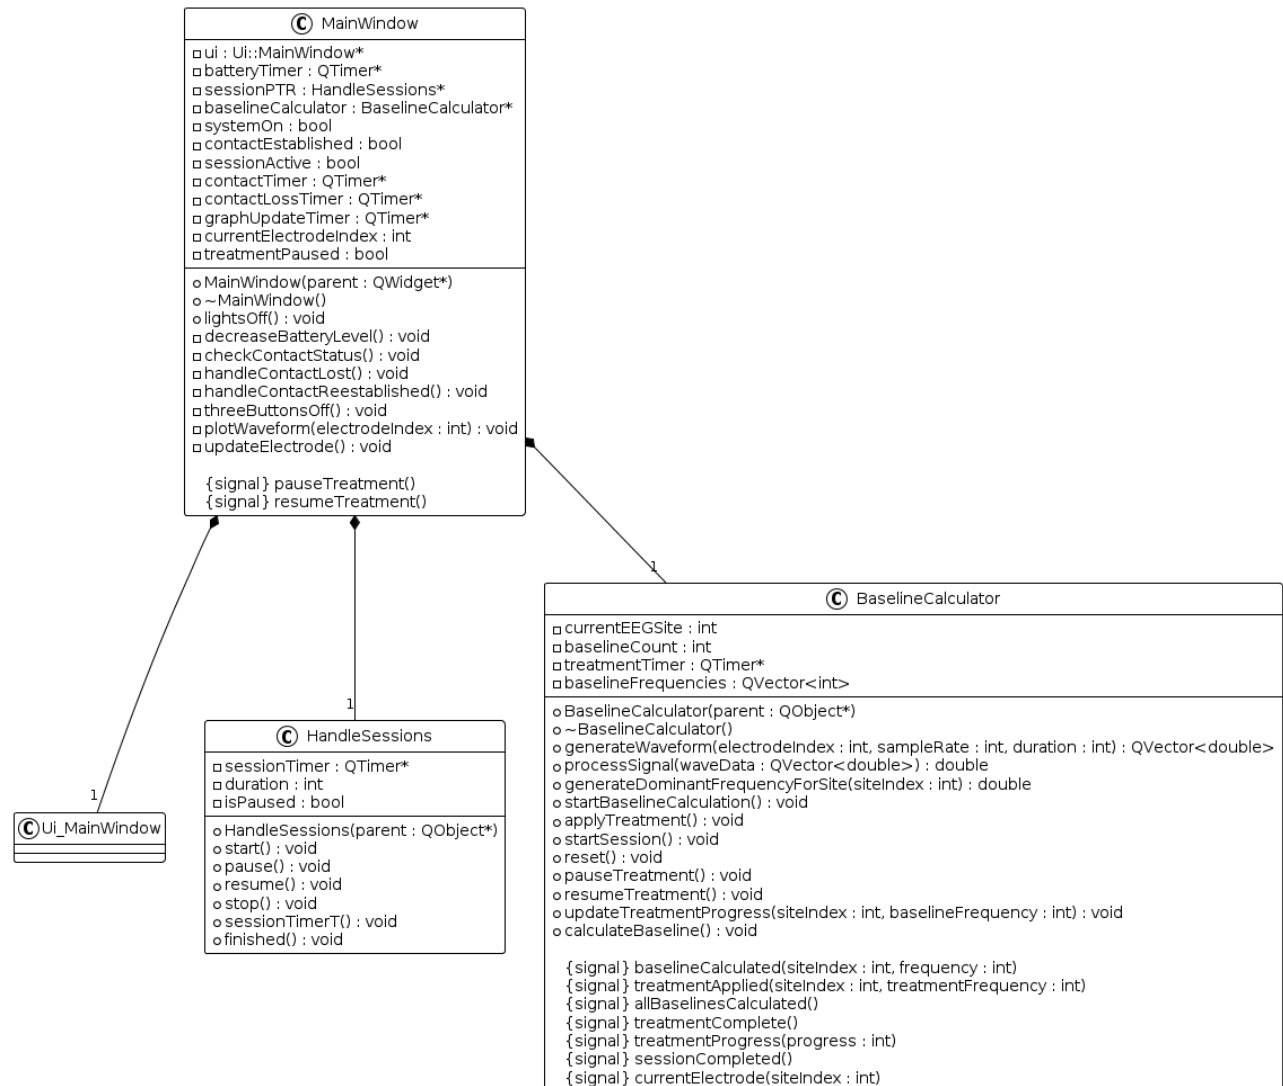 C MainWindow
ui : Ui::MainWindow*
batteryTimer : QTimer*
sessionPTR : HandleSessions*
baselineCalculator : BaselineCalculator*
systemOn : bool
contactEstablished : bool
sessionActive : bool
contactTimer : QTimer*
contactLossTimer : QTimer*
graphUpdateTimer : QTimer*
currentElectrodeIndex : int
treatmentPaused : bool
MainWindow(parent : QWidget*)
~MainWindow()
lightsOff() : void
decreaseBatteryLevel() : void
checkContactStatus() : void
handleContactLost() : void
handleContactReestablished() : void
threeButtonsOff() : void
plotWaveform(electrodeIndex : int) : void
updateElectrode() : void
{signal} pauseTreatment()
{signal} resumeTreatment()
1
1
1
C Ui_MainWindow
C HandleSessions
sessionTimer : QTimer*
duration : int
isPaused : bool
HandleSessions(parent : QObject*)
start() : void
pause() : void
resume() : void
stop() : void
sessionTimerT() : void
finished() : void
C BaselineCalculator
currentEEGSite : int
baselineCount : int
treatmentTimer : QTimer*
baselineFrequencies : QVector<int>
BaselineCalculator(parent : QObject*)
~BaselineCalculator()
generateWaveform(electrodeIndex : int, sampleRate : int, duration : int) : QVector<double>
processSignal(waveData : QVector<double>) : double
generateDominantFrequencyForSite(siteIndex : int) : double
startBaselineCalculation() : void
applyTreatment() : void
startSession() : void
reset() : void
pauseTreatment() : void
resumeTreatment() : void
updateTreatmentProgress(siteIndex : int, baselineFrequency : int) : void
calculateBaseline() : void
{signal} baselineCalculated(siteIndex : int, frequency : int)
{signal} treatmentApplied(siteIndex : int, treatmentFrequency : int)
{signal} allBaselinesCalculated()
{signal} treatmentComplete()
{signal} treatmentProgress(progress : int)
{signal} sessionCompleted()
{signal} currentElectrode(siteIndex : int)